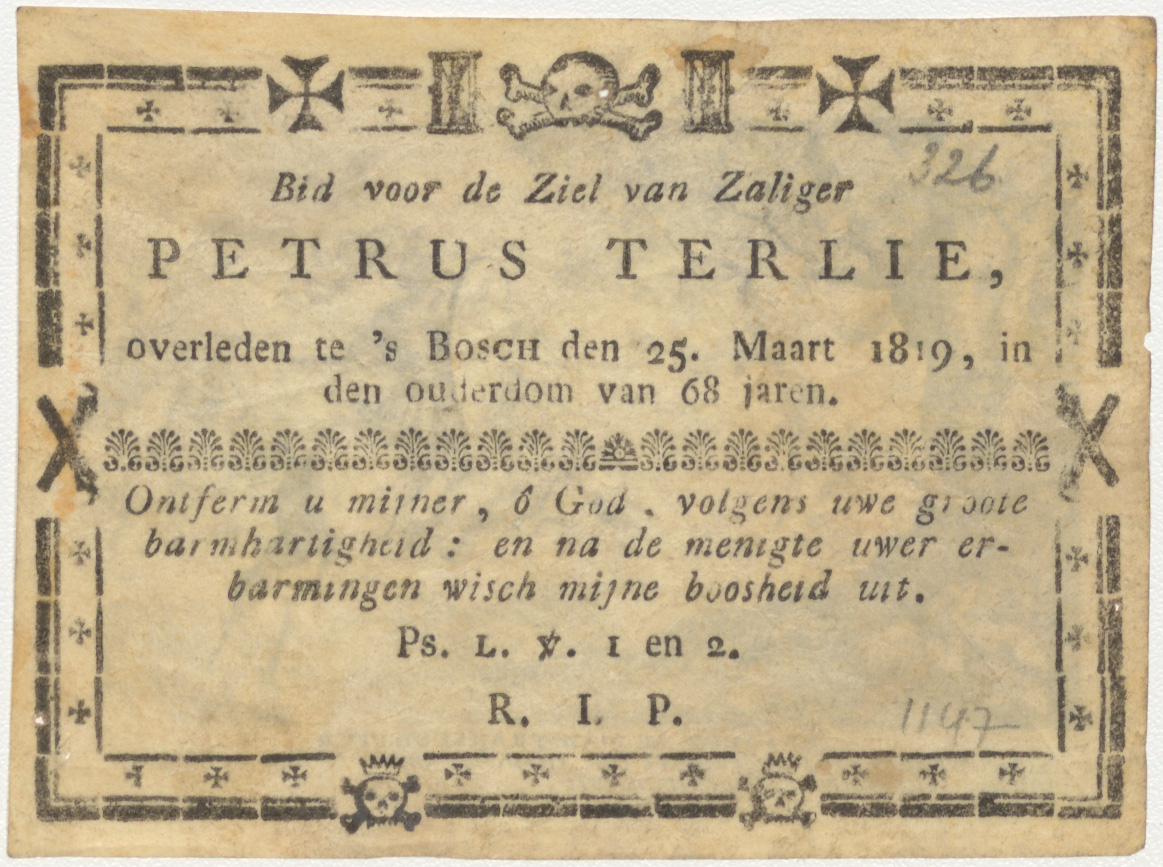 326
Bid voor de Ziel van Zaliger
PETRUS TERLIE,
overleden te 's BOSCH den 25. Maart 1819, in
den ouderdom van 68 jaren.
Ontferm u mijner, ó God, volgens uwe groote
barmhartigheid: en na de menigte uwer er-
barmingen wisch mijne boosheid uit.
Ps. L. ℣. 1 en 2.
R. I. P.
1147